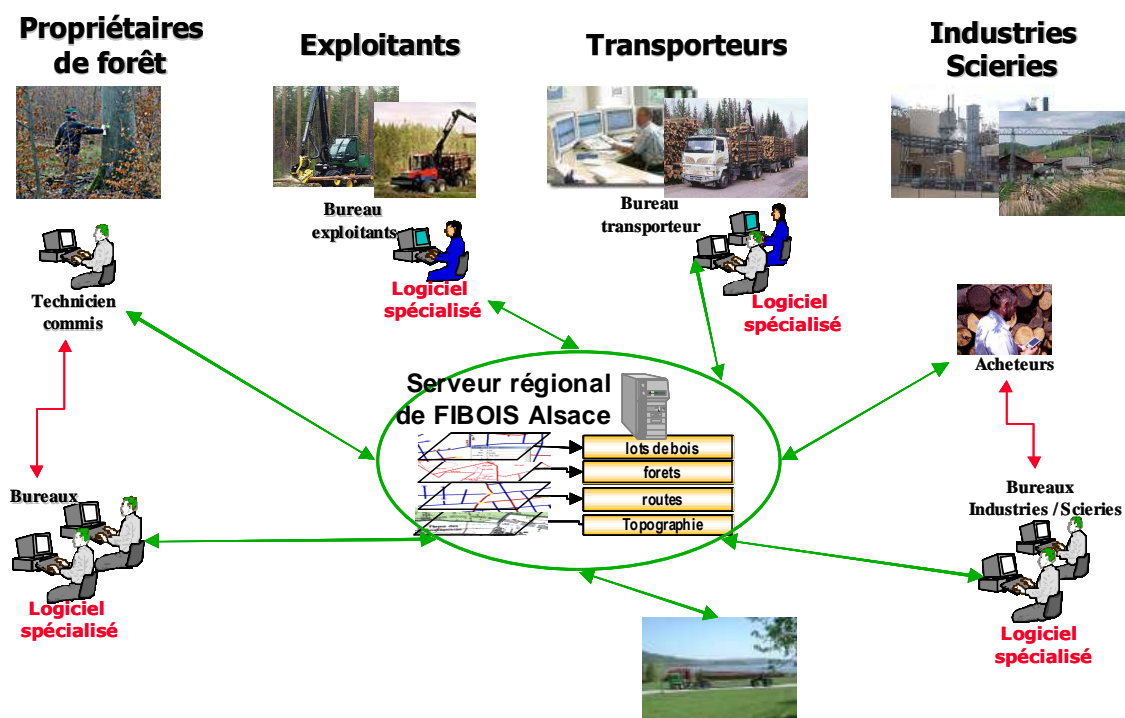 Propriétaires
de forêt
Exploitants
Transporteurs
Industries
Scieries
Bureau
exploitants
Bureau
transporteur
Technicien
commis
Logiciel
spécialisé
Logiciel
spécialisé
Acheteurs
Serveur régional
de FIBOIS Alsace
lots de bois
forets
routes
Topographie
Bureaux
Logiciel
spécialisé
Bureaux
Industries / Scieries
Logiciel
spécialisé